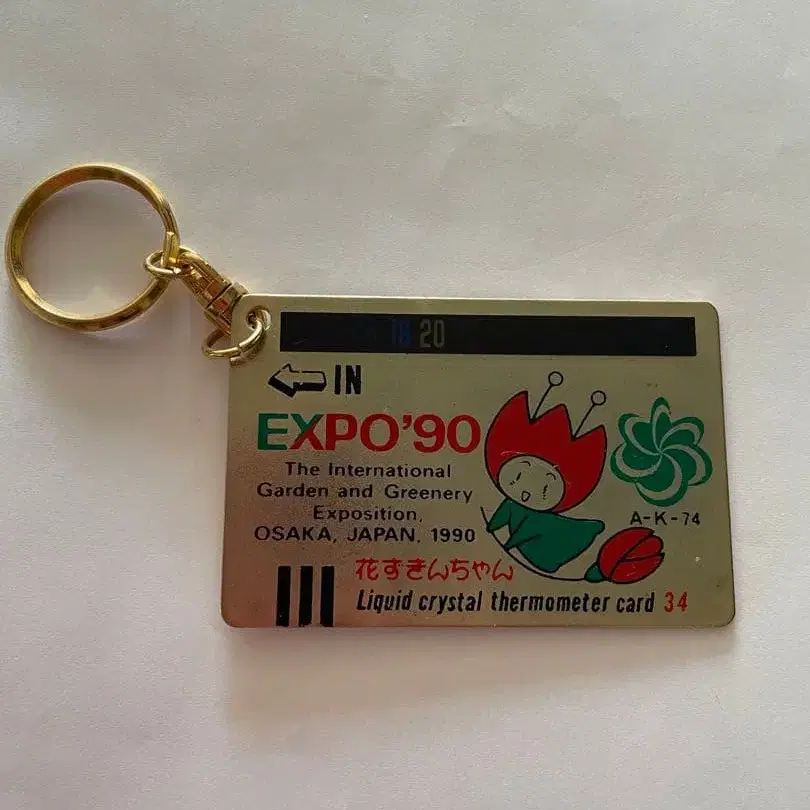 18 20
IN
EXPO'90
The International
Garden and Greenery
Exposition,
OSAKA, JAPAN, 1990
A-K-74
花ずきんちゃん
Liquid crystal thermometer card 34